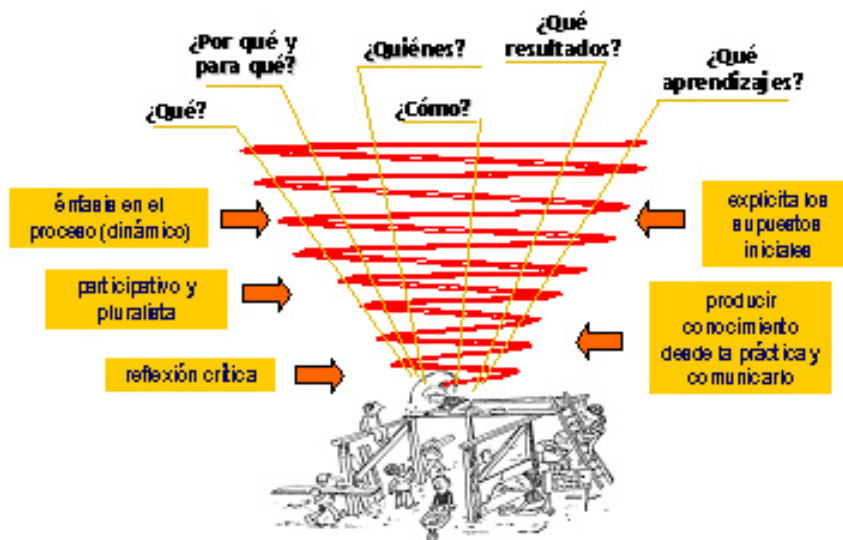 ¿Por qué y
para qué?
¿Quiénes?
¿Qué
resultados?
¿Qué
aprendizajes?
¿Qué?
¿Cómo?
énfasis en el
proceso (dinámico)
explicita los
supuestos
iniciales
participativo y
pluralista
producir
conocimiento
desde la práctica y
comunicarlo
reflexión crítica